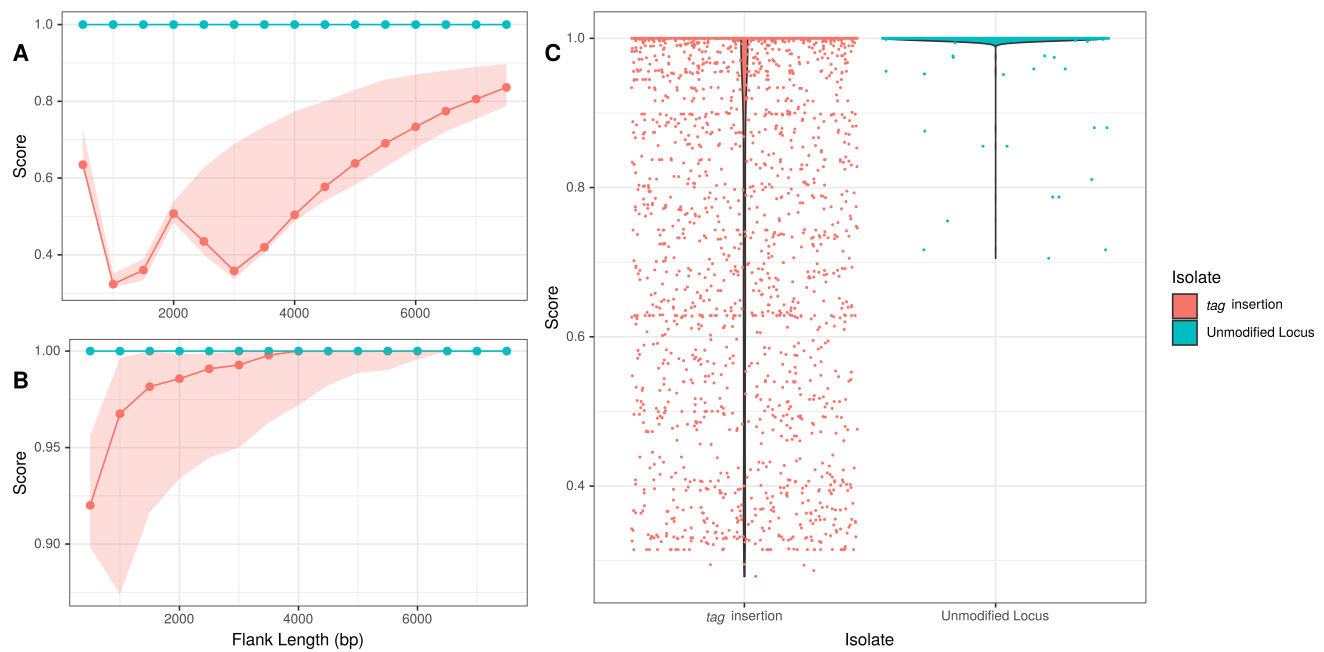 A
Score
1.0
0.8
0.6
0.4
2000
4000
6000
B
Score
1.00
0.95
0.90
2000
4000
6000
Flank Length (bp)
C
Score
1.0
0.8
0.6
0.4
tag insertion
Unmodified Locus
Isolate
Isolate
tag insertion
Unmodified Locus